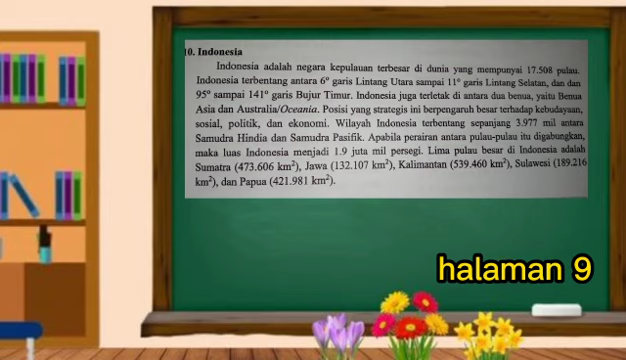 10. Indonesia
Indonesia adalah negara kepulauan terbesar di dunia yang mempunyai 17.508 pulau.
Indonesia terbentang antara 6° garis Lintang Utara sampai 11° garis Lintang Selatan, dan dan
95° sampai 141° garis Bujur Timur. Indonesia juga terletak di antara dua benua, yaitu Benua
Asia dan Australia/Oceania. Posisi yang strategis ini berpengaruh besar terhadap kebudayaan,
sosial, politik, dan ekonomi. Wilayah Indonesia terbentang sepanjang 3.977 mil antara
Samudra Hindia dan Samudra Pasifik. Apabila perairan antara pulau-pulau itu digabungkan,
maka luas Indonesia menjadi 1.9 juta mil persegi. Lima pulau besar di Indonesia adalah
Sumatra (473.606 km²), Jawa (132.107 km²), Kalimantan (539.460 km²), Sulawesi (189.216
km²), dan Papua (421.981 km²).
halaman 9